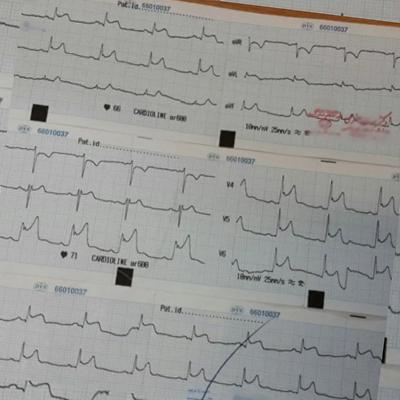 Pat.id. 66010037
66010037
aVR
aVL
aVF
66 CARDIOLINE ar600
10mm/mV 25mm/s
66010037
Pat.id.
66010037
V4
V5
V6
71 CARDIOLINE ar600
10mm/mV 25mm/s
66010037
Pat.id. 66010037